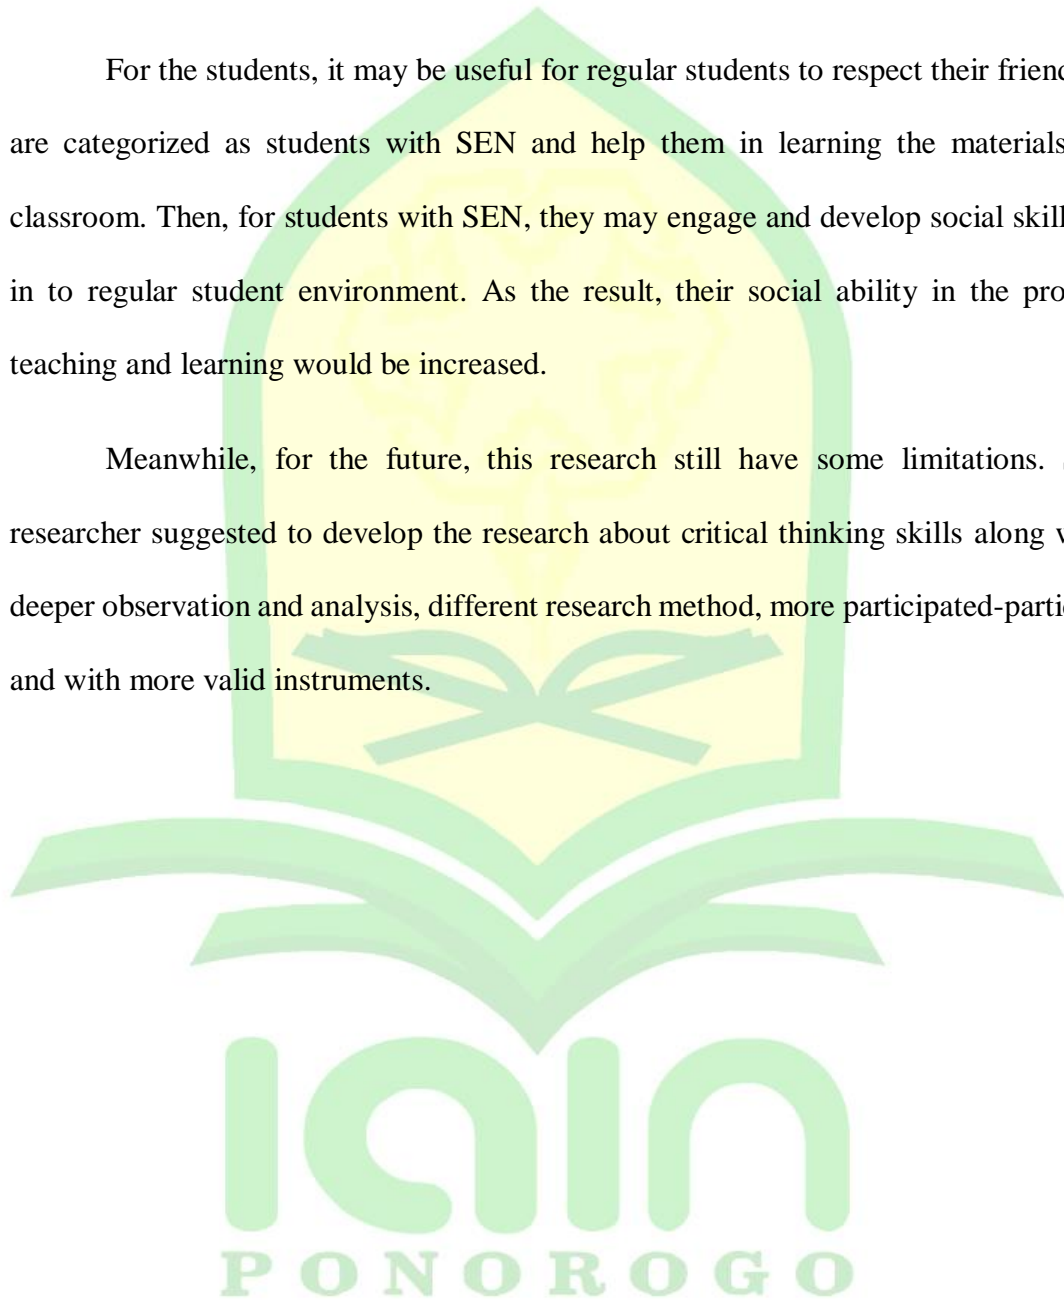 For the students, it may be useful for regular students to respect their friend
are categorized as students with SEN and help them in learning the materials
classroom. Then, for students with SEN, they may engage and develop social skill
in to regular student environment. As the result, their social ability in the pro
teaching and learning would be increased.
Meanwhile, for the future, this research still have some limitations.
researcher suggested to develop the research about critical thinking skills along
deeper observation and analysis, different research method, more participated-parti
and with more valid instruments.
iain
PONOROGO